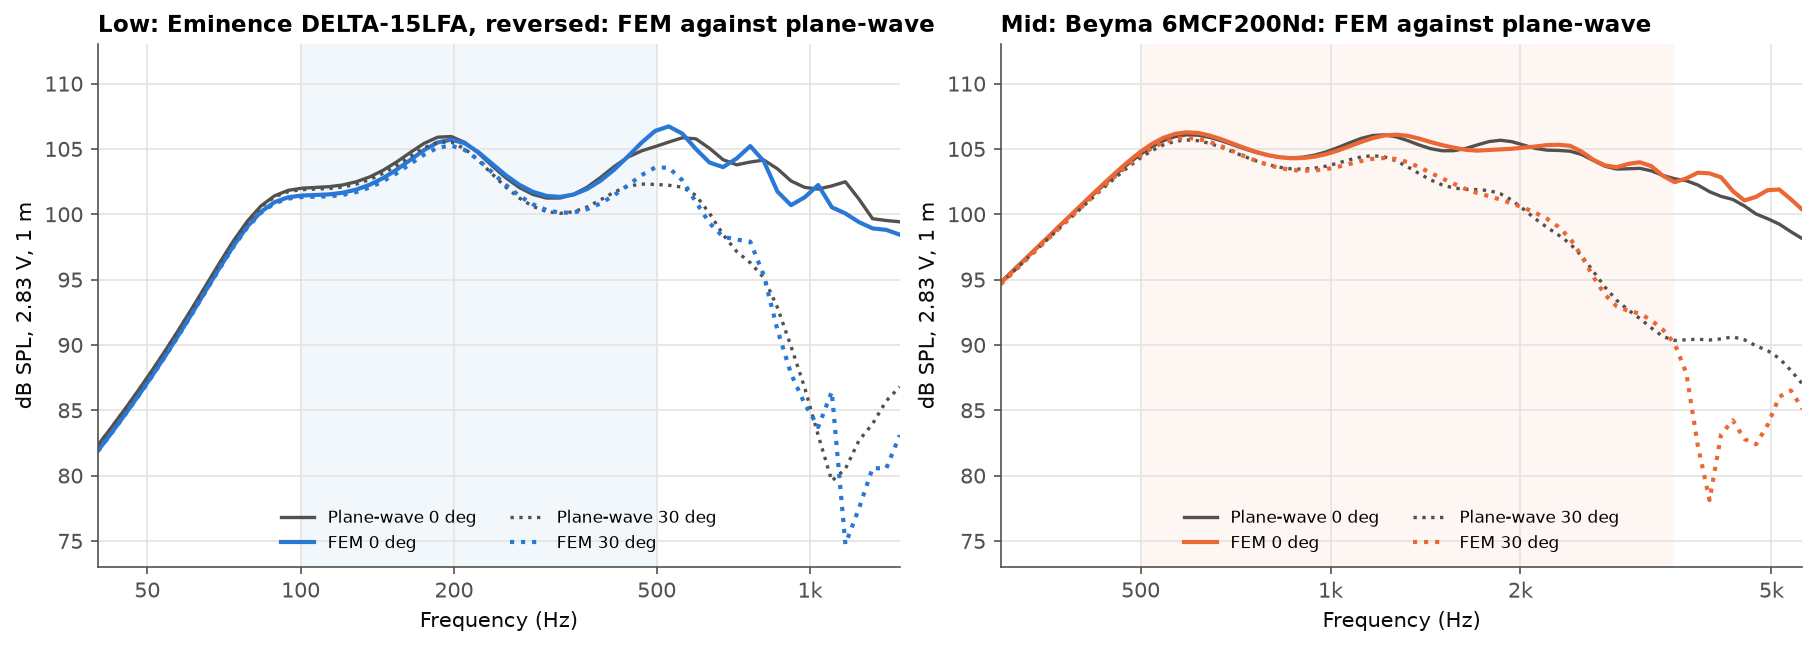 Low: Eminence DELTA-15LFA, reversed: FEM against plane-wave
110
105
100
95
90
85
80
75
dB SPL, 2.83 V, 1 m
Plane-wave 0 deg
FEM 0 deg
Plane-wave 30 deg
FEM 30 deg
50
100
200
500
1k
Frequency (Hz)
Mid: Beyma 6MCF200Nd: FEM against plane-wave
110
105
100
95
90
85
80
75
dB SPL, 2.83 V, 1 m
Plane-wave 0 deg
FEM 0 deg
Plane-wave 30 deg
FEM 30 deg
500
1k
2k
5k
Frequency (Hz)